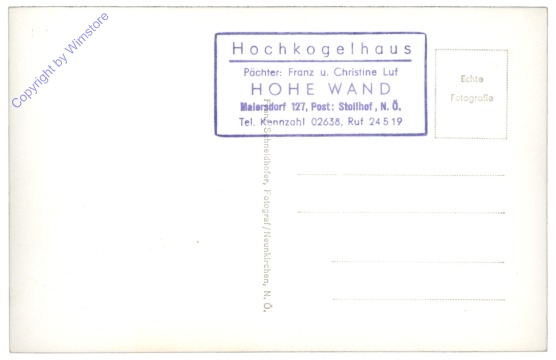 Copyright by Wimstore
Hochkogelhaus
Pächter: Franz u. Christine Luf
HOHE WAND
Maiersdorf 127, Post: Stollhof, N. Ö.
Tel. Kennzahl 02638, Ruf 24519
Echte
Fotografie
Schneidhofer, Fotograf/Neunkirchen, N. Ö.